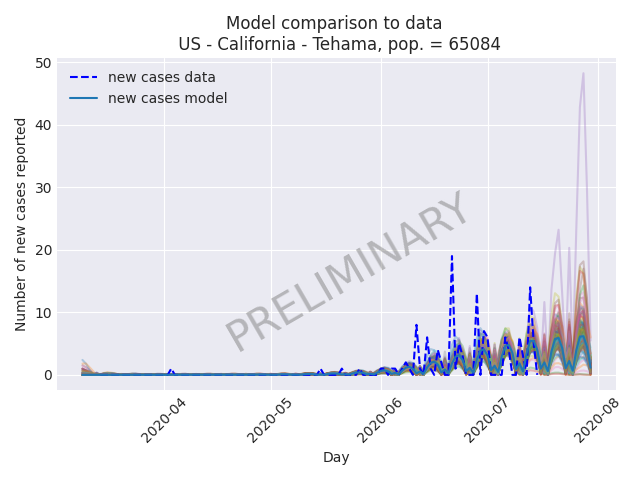 Model comparison to data
US - California - Tehama, pop. = 65084
new cases data
new cases model
PRELIMINARY
Number of new cases reported
50
40
30
20
10
0
2020-04
2020-05
2020-06
2020-07
2020-08
Day